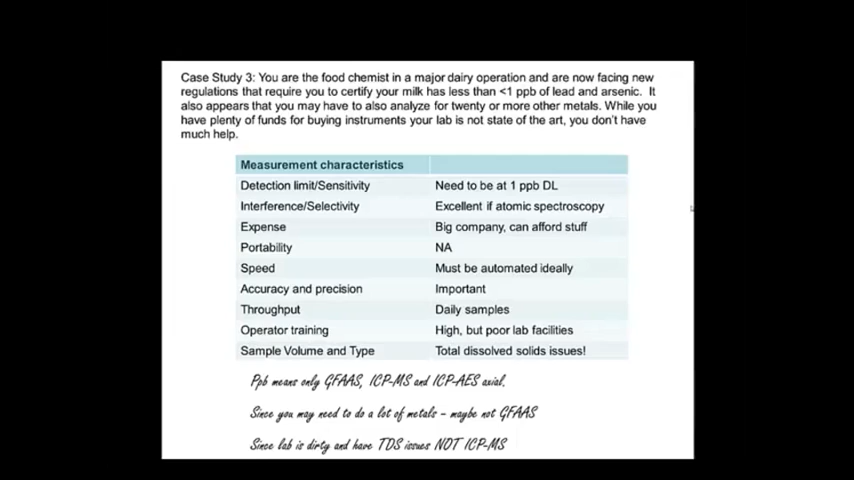 Case Study 3: You are the food chemist in a major dairy operation and are now facing new
regulations that require you to certify your milk has less than <1 ppb of lead and arsenic. It
also appears that you may have to also analyze for twenty or more other metals. While you
have plenty of funds for buying instruments your lab is not state of the art, you don't have
much help.
Measurement characteristics
Detection limit/Sensitivity Need to be at 1 ppb DL
Interference/Selectivity Excellent if atomic spectroscopy
Expense Big company, can afford stuff
Portability NA
Speed Must be automated ideally
Accuracy and precision Important
Throughput Daily samples
Operator training High, but poor lab facilities
Sample Volume and Type Total dissolved solids issues!
Ppb means only GFAAS, ICP-MS and ICP-AES axial.
Since you may need to do a lot of metals – maybe not GFAAS
Since lab is dirty and have TDS issues NOT ICP-MS